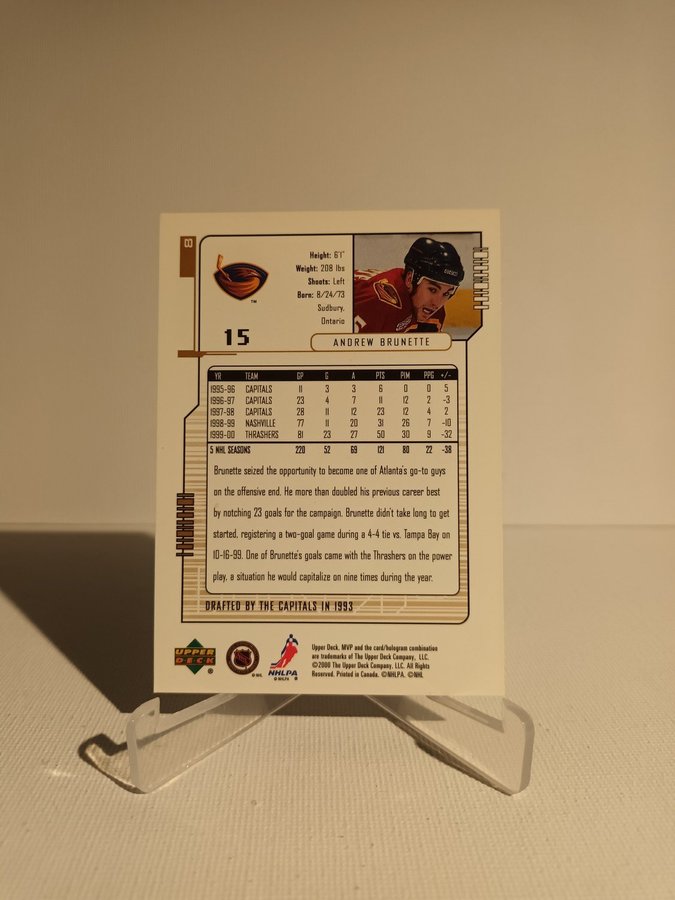 8
Height: 6'1"
Weight: 208 lbs
Shoots: Left
Born: 8/24/73
Sudbury,
Ontario
TM
15
ANDREW BRUNETTE
YR TEAM GP G A PTS PIM PPG +/-
1995-96 CAPITALS 11 3 3 6 0 0 5
1996-97 CAPITALS 23 4 7 11 12 2 -3
1997-98 CAPITALS 28 11 12 23 12 4 2
1998-99 NASHVILLE 77 11 20 31 26 7 -10
1999-00 THRASHERS 81 23 27 50 30 9 -32
5 NHL SEASONS 220 52 69 121 80 22 -38
Brunette seized the opportunity to become one of Atlanta's go-to guys
on the offensive end. He more than doubled his previous career best
by notching 23 goals for the campaign. Brunette didn't take long to get
started, registering a two-goal game during a 4-4 tie vs. Tampa Bay on
10-16-99. One of Brunette's goals came with the Thrashers on the power
play, a situation he would capitalize on nine times during the year.
DRAFTED BY THE CAPITALS IN 1993
UPPER DECK ®
NHL
© NHL
NHLPA
Upper Deck, MVP and the card/hologram combination
are trademarks of The Upper Deck Company, LLC.
©2000 The Upper Deck Company, LLC. All Rights
Reserved. Printed in Canada. ©NHLPA. ©NHL